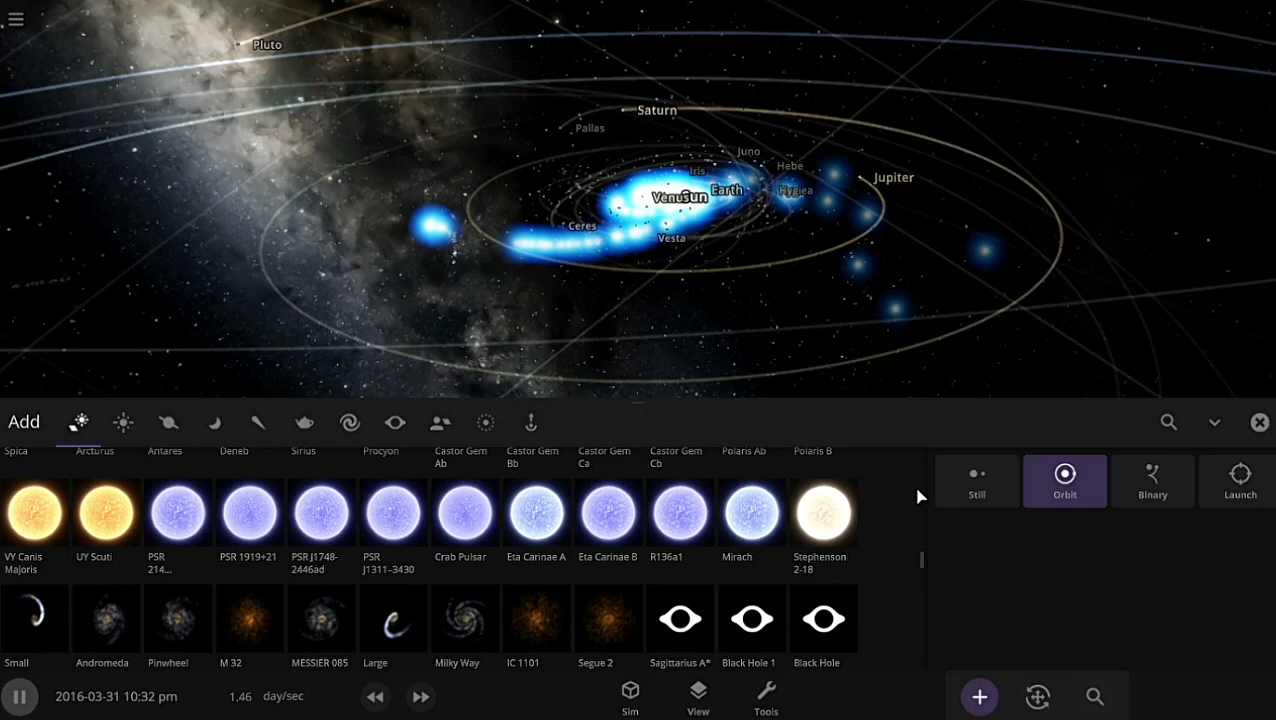 Pluto
Saturn
Pallas
Juno
Iris
Hebe
Jupiter
Venus
Sun
Earth
Hygiea
Ceres
Vesta
Add
Spica
Arcturus
Antares
Deneb
Sirius
Procyon
Castor Gem Ab
Castor Gem Bb
Castor Gem Ca
Castor Gem Cb
Polaris Ab
Polaris B
Still
Orbit
Binary
Launch
VY Canis Majoris
UY Scuti
PSR 214...
PSR 1919+21
PSR J1748-2446ad
PSR J1311–3430
Crab Pulsar
Eta Carinae A
Eta Carinae B
R136a1
Mirach
Stephenson 2-18
Small
Andromeda
Pinwheel
M 32
MESSIER 085
Large
Milky Way
IC 1101
Segue 2
Sagittarius A*
Black Hole 1
Black Hole
2016-03-31 10:32 pm
1.46 day/sec
Sim
View
Tools